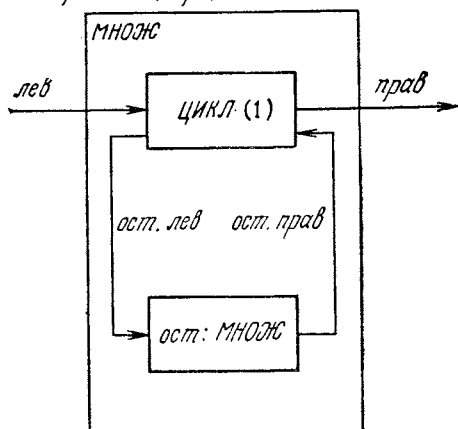 МНОЖ
лев
ЦИКЛ (1)
прав
ост. лев ост. прав
ост: МНОЖ